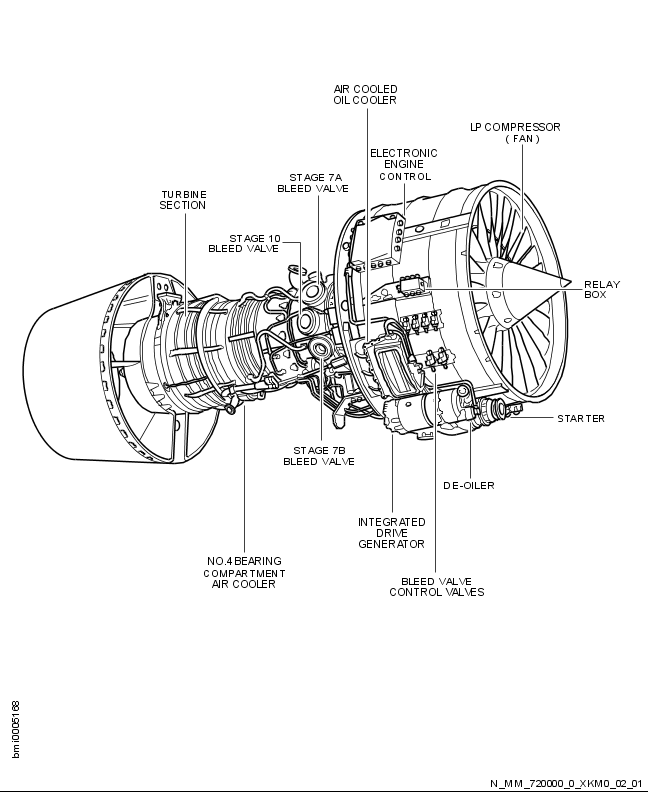 AIR COOLED
OIL COOLER
LP COMPRESSOR
( FAN )
ELECTRONIC
ENGINE
CONTROL
STAGE 7A
BLEED VALVE
TURBINE
SECTION
STAGE 10
BLEED VALVE
RELAY
BOX
STARTER
STAGE 7B
BLEED VALVE
DE-OILER
INTEGRATED
DRIVE
GENERATOR
NO.4 BEARING
COMPARTMENT
AIR COOLER
BLEED VALVE
CONTROL VALVES
bmi0005168
N_MM_720000_0_XKM0_02_01